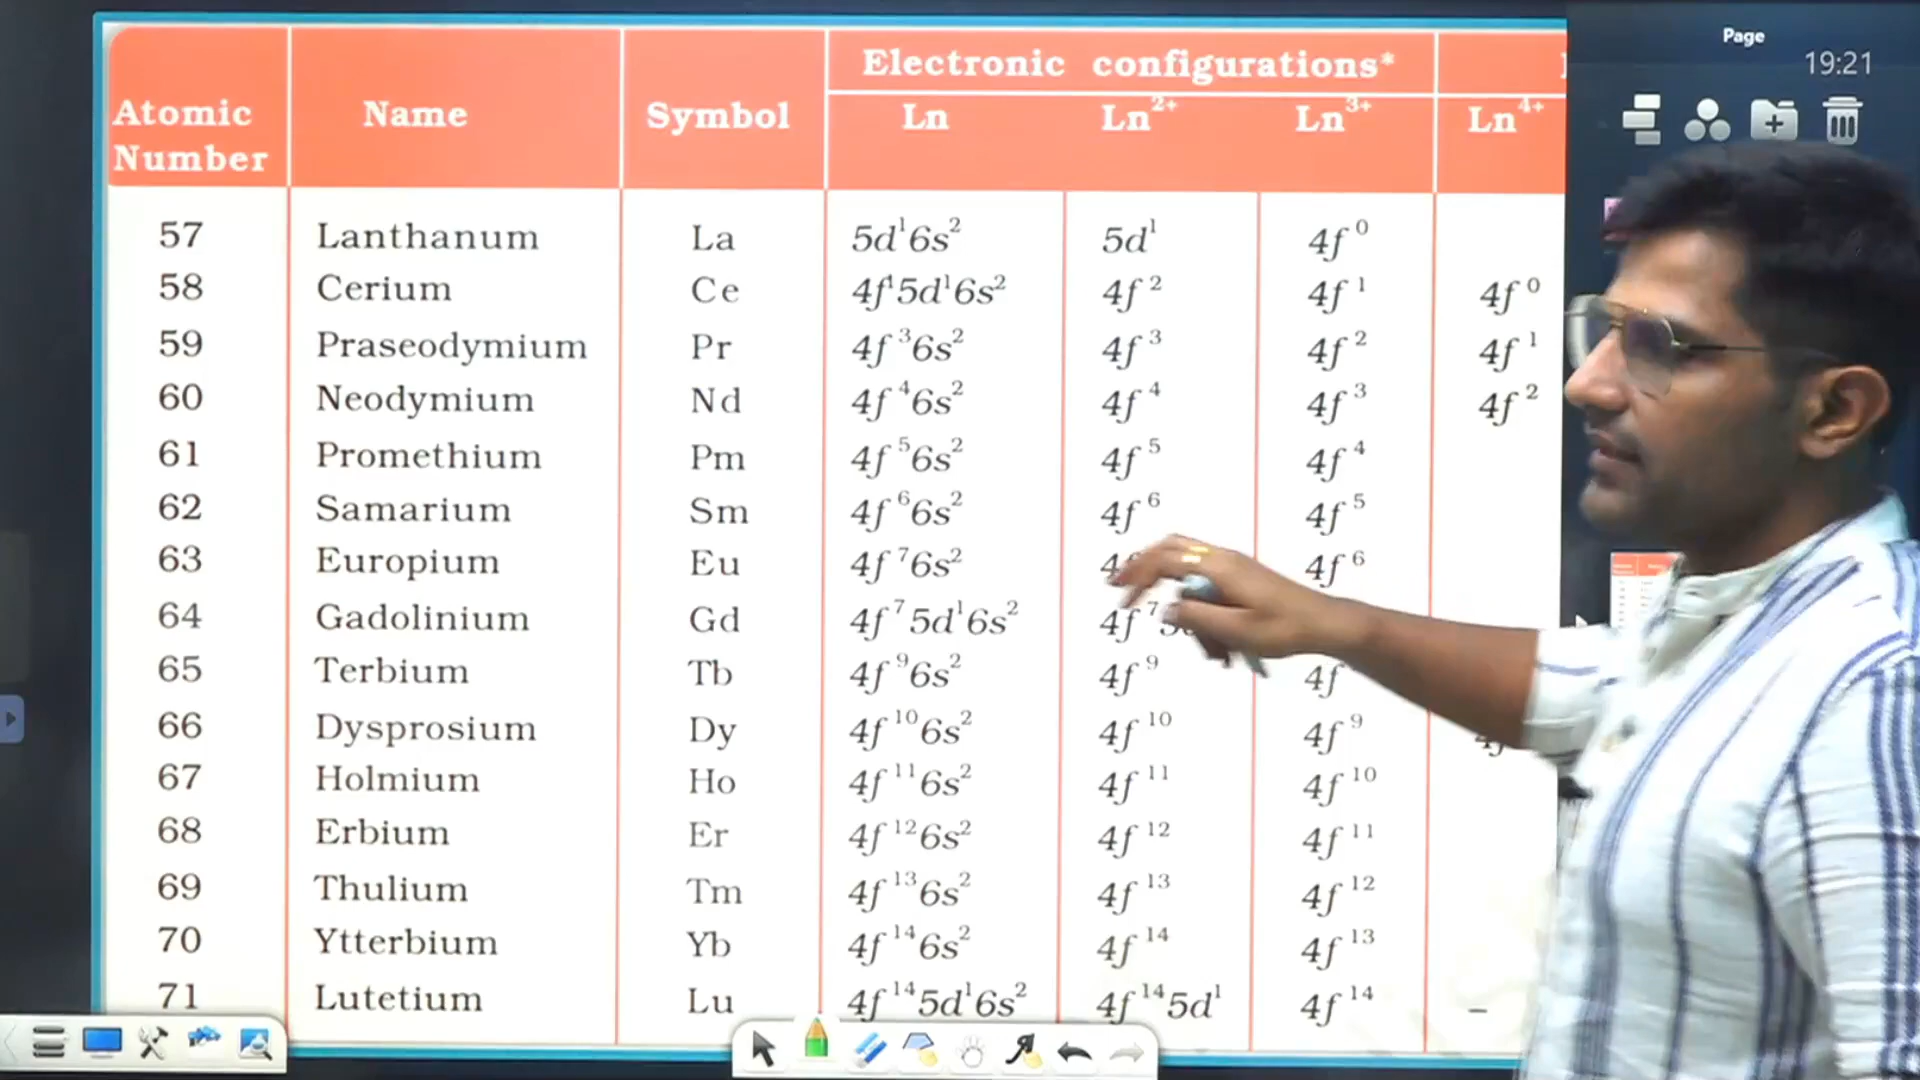 Page
19:21
Electronic configurations*
Atomic Number Name Symbol Ln Ln²⁺ Ln³⁺ Ln⁴⁺
57 Lanthanum La 5d¹6s² 5d¹ 4f⁰
58 Cerium Ce 4f¹5d¹6s² 4f² 4f¹ 4f⁰
59 Praseodymium Pr 4f³6s² 4f³ 4f² 4f¹
60 Neodymium Nd 4f⁴6s² 4f⁴ 4f³ 4f²
61 Promethium Pm 4f⁵6s² 4f⁵ 4f⁴
62 Samarium Sm 4f⁶6s² 4f⁶ 4f⁵
63 Europium Eu 4f⁷6s² 4f⁶
64 Gadolinium Gd 4f⁷5d¹6s² 4f⁷
65 Terbium Tb 4f⁹6s² 4f⁹
66 Dysprosium Dy 4f¹⁰6s² 4f¹⁰ 4f⁹
67 Holmium Ho 4f¹¹6s² 4f¹¹ 4f¹⁰
68 Erbium Er 4f¹²6s² 4f¹² 4f¹¹
69 Thulium Tm 4f¹³6s² 4f¹³ 4f¹²
70 Ytterbium Yb 4f¹⁴6s² 4f¹⁴ 4f¹³
71 Lutetium Lu 4f¹⁴5d¹6s² 4f¹⁴5d¹ 4f¹⁴ –